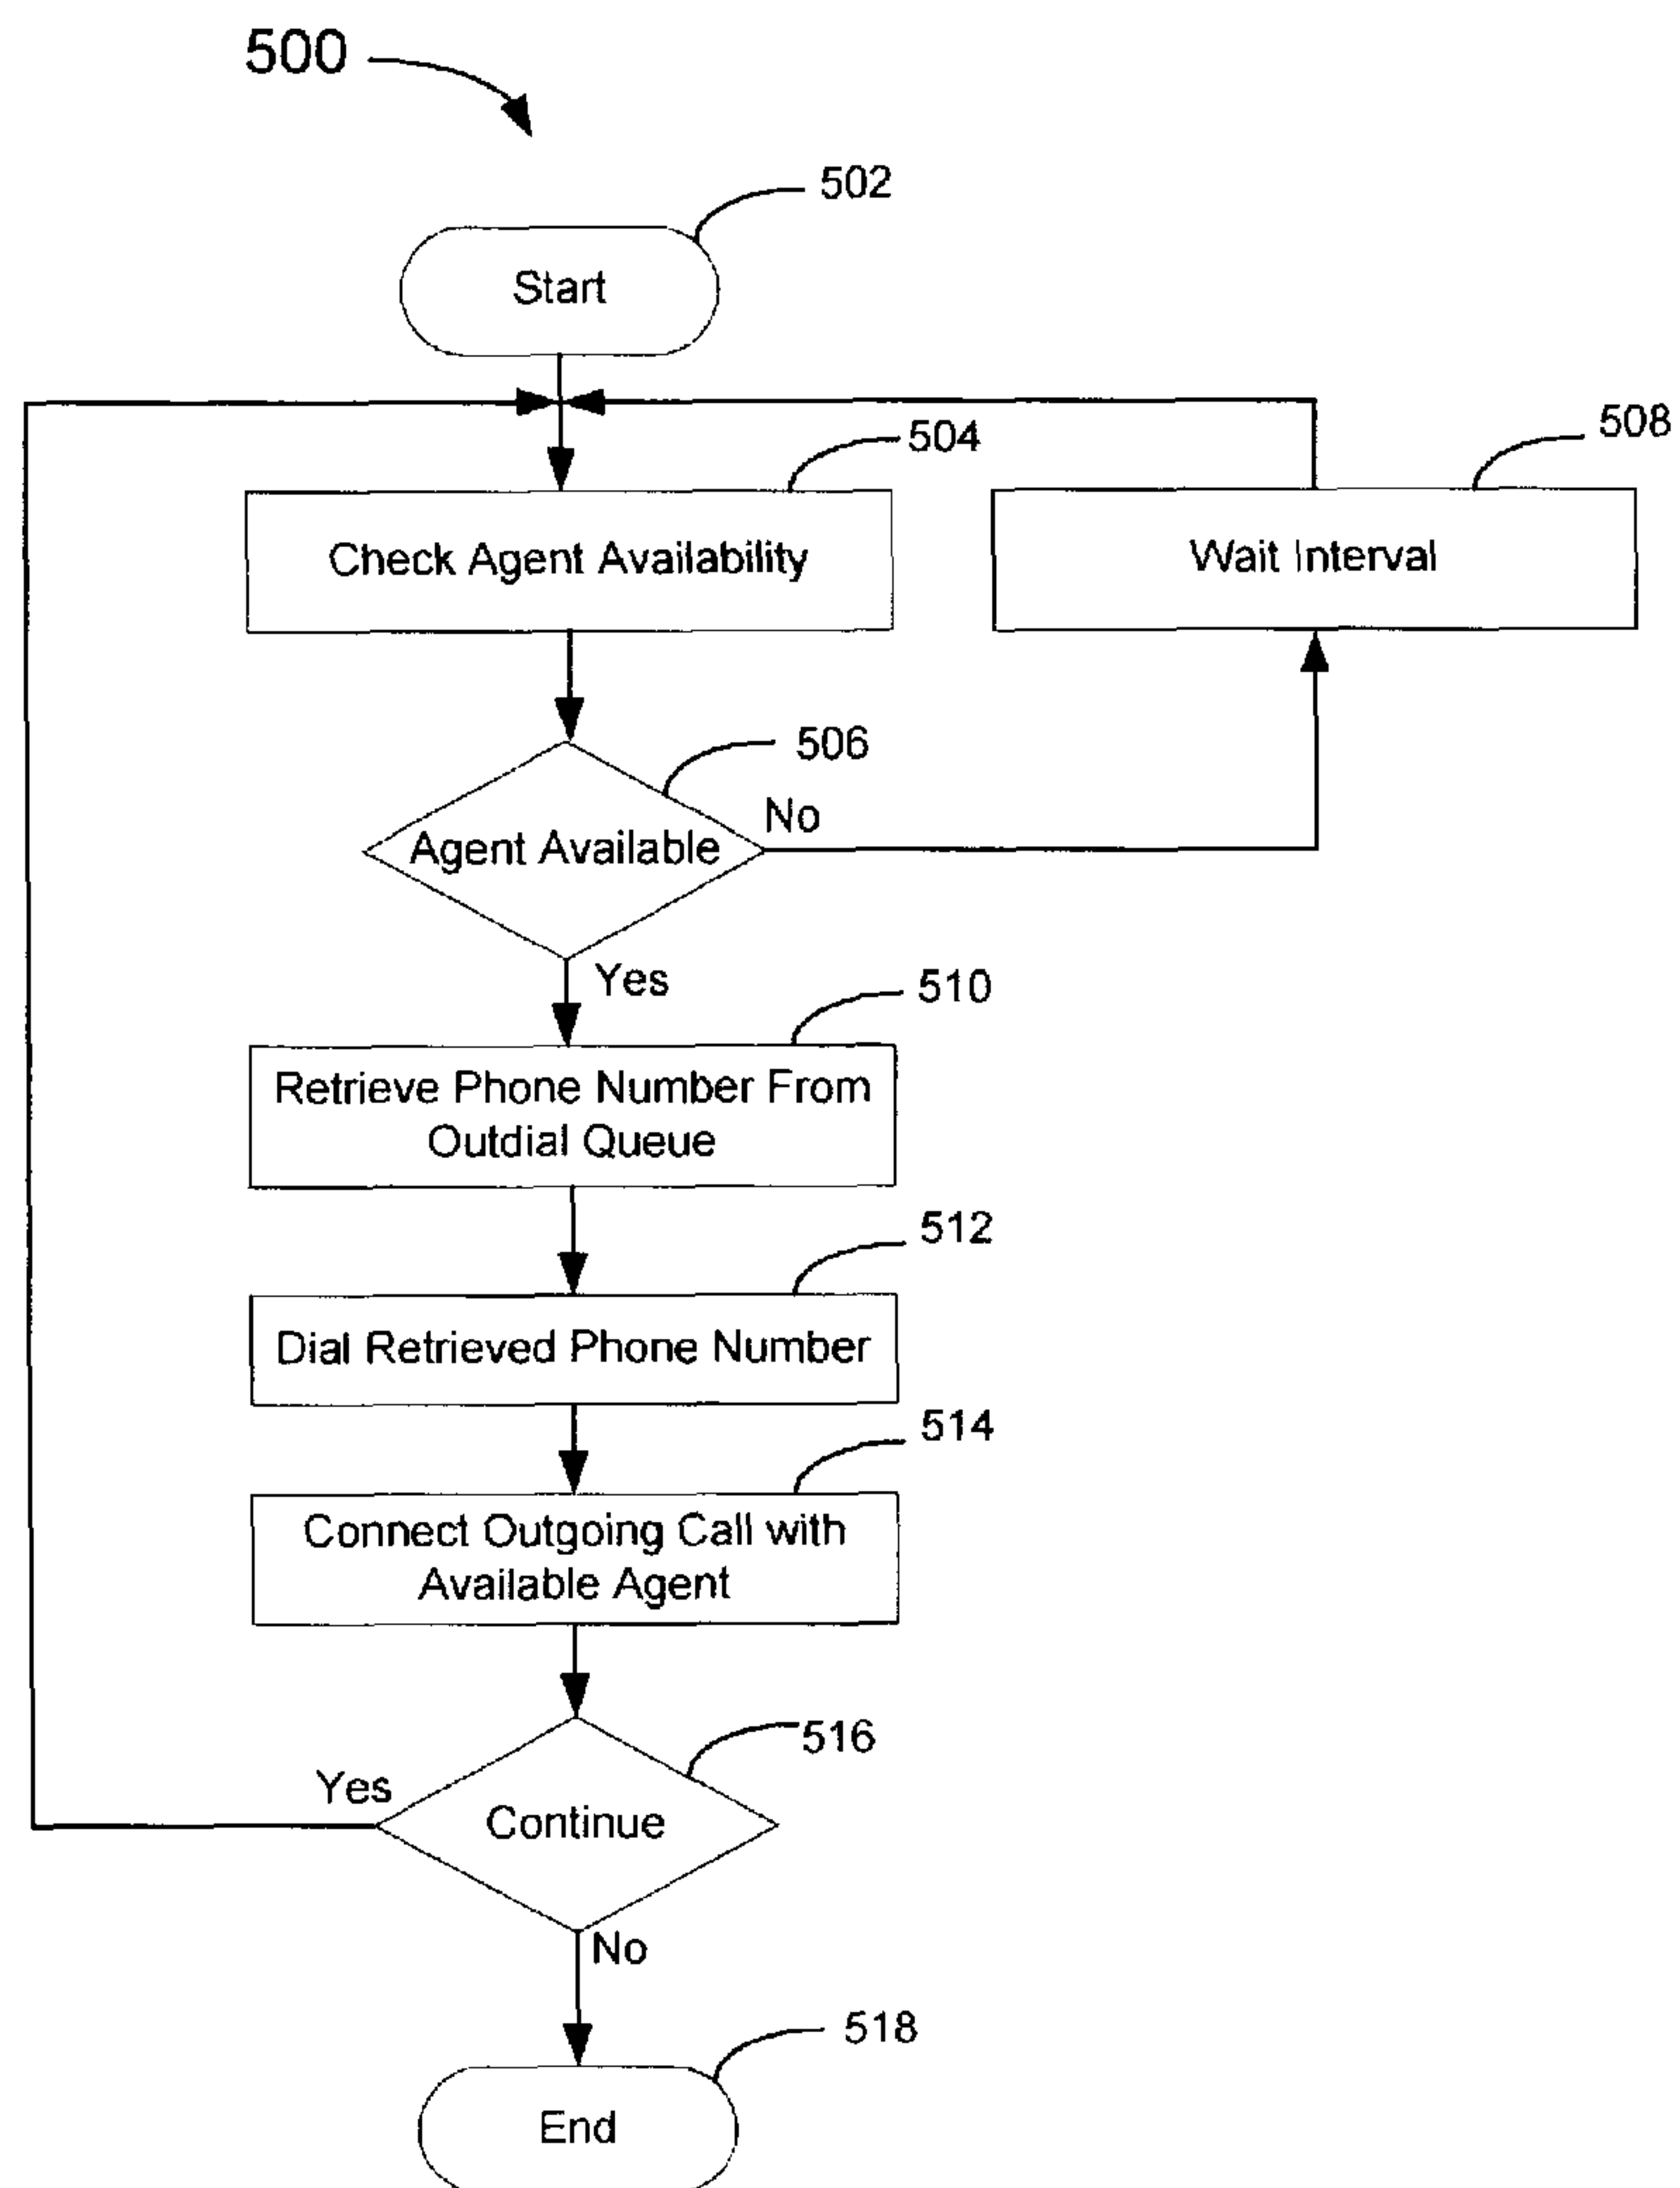 500
502
Start
504
508
Check Agent Availability
Wait Interval
506
No
Agent Available
Yes
510
Retrieve Phone Number From
Outdial Queue
512
Dial Retrieved Phone Number
514
Connect Outgoing Call with
Available Agent
516
Yes
Continue
No
518
End